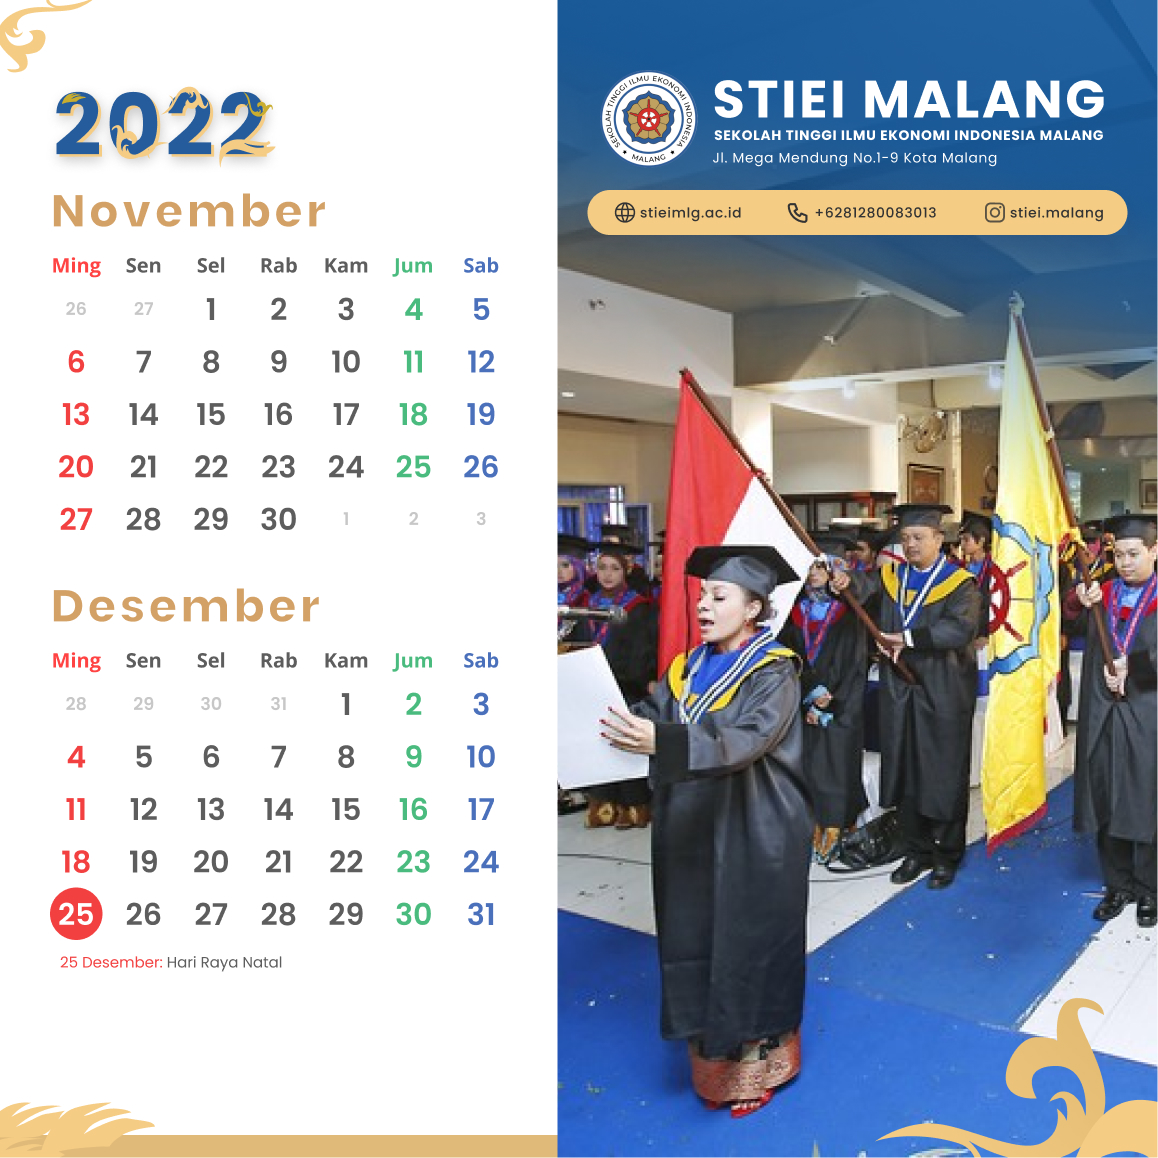 2022
November
Ming Sen Sel Rab Kam Jum Sab
26 27 1 2 3 4 5
6 7 8 9 10 11 12
13 14 15 16 17 18 19
20 21 22 23 24 25 26
27 28 29 30 1 2 3
Desember
Ming Sen Sel Rab Kam Jum Sab
28 29 30 31 1 2 3
4 5 6 7 8 9 10
11 12 13 14 15 16 17
18 19 20 21 22 23 24
25 26 27 28 29 30 31
25 Desember: Hari Raya Natal
SEKOLAH TINGGI ILMU EKONOMI INDONESIA
MALANG
STIEI MALANG
SEKOLAH TINGGI ILMU EKONOMI INDONESIA MALANG
Jl. Mega Mendung No.1-9 Kota Malang
stieimlg.ac.id +6281280083013 stiei.malang